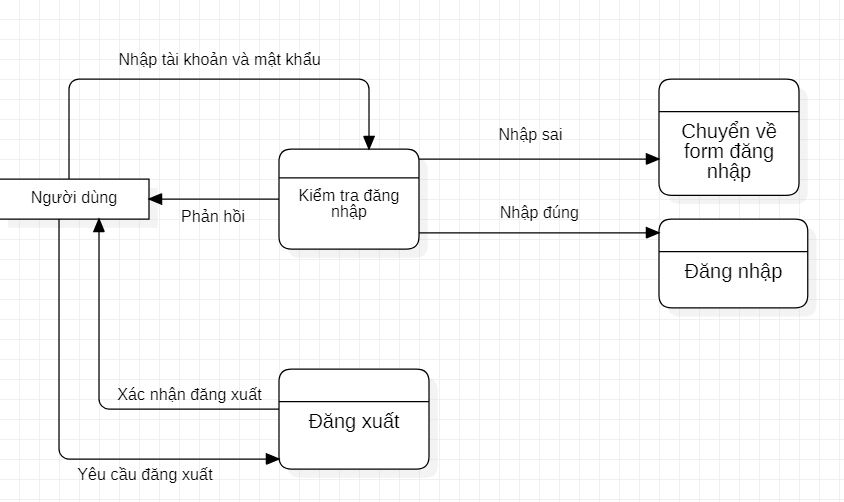 Nhập tài khoản và mật khẩu
Nhập sai
Chuyển về
form đăng
nhập
Người dùng
Kiểm tra đăng
nhập
Phản hồi
Nhập đúng
Đăng nhập
Xác nhận đăng xuất
Đăng xuất
Yêu cầu đăng xuất